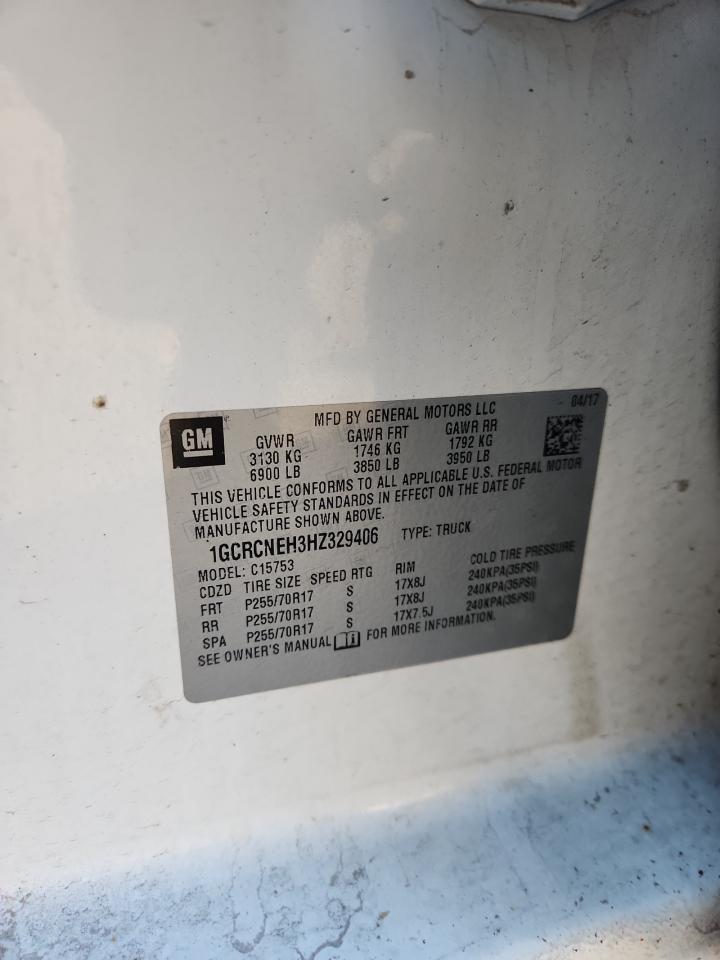 MFD BY GENERAL MOTORS LLC 04/17
GM
GVWR GAWR FRT GAWR RR
3130 KG 1746 KG 1792 KG
6900 LB 3850 LB 3950 LB
THIS VEHICLE CONFORMS TO ALL APPLICABLE U.S. FEDERAL MOTOR
VEHICLE SAFETY STANDARDS IN EFFECT ON THE DATE OF
MANUFACTURE SHOWN ABOVE.
1GCRCNEH3HZ329406 TYPE: TRUCK
MODEL: C15753
CDZD TIRE SIZE SPEED RTG RIM COLD TIRE PRESSURE
FRT P255/70R17 S 17X8J 240KPA(35PSI)
RR P255/70R17 S 17X8J 240KPA(35PSI)
SPA P255/70R17 S 17X7.5J 240KPA(35PSI)
SEE OWNER'S MANUAL FOR MORE INFORMATION.